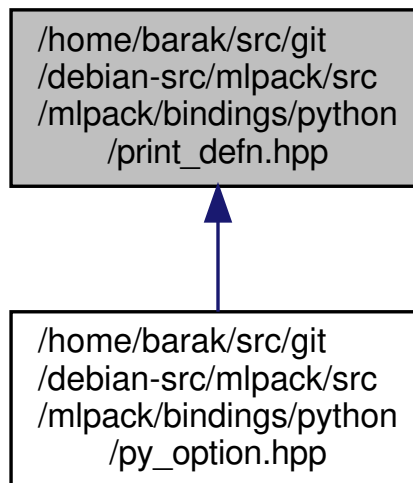 /home/barak/src/git
/debian-src/mlpack/src
/mlpack/bindings/python
/print_defn.hpp
/home/barak/src/git
/debian-src/mlpack/src
/mlpack/bindings/python
/py_option.hpp